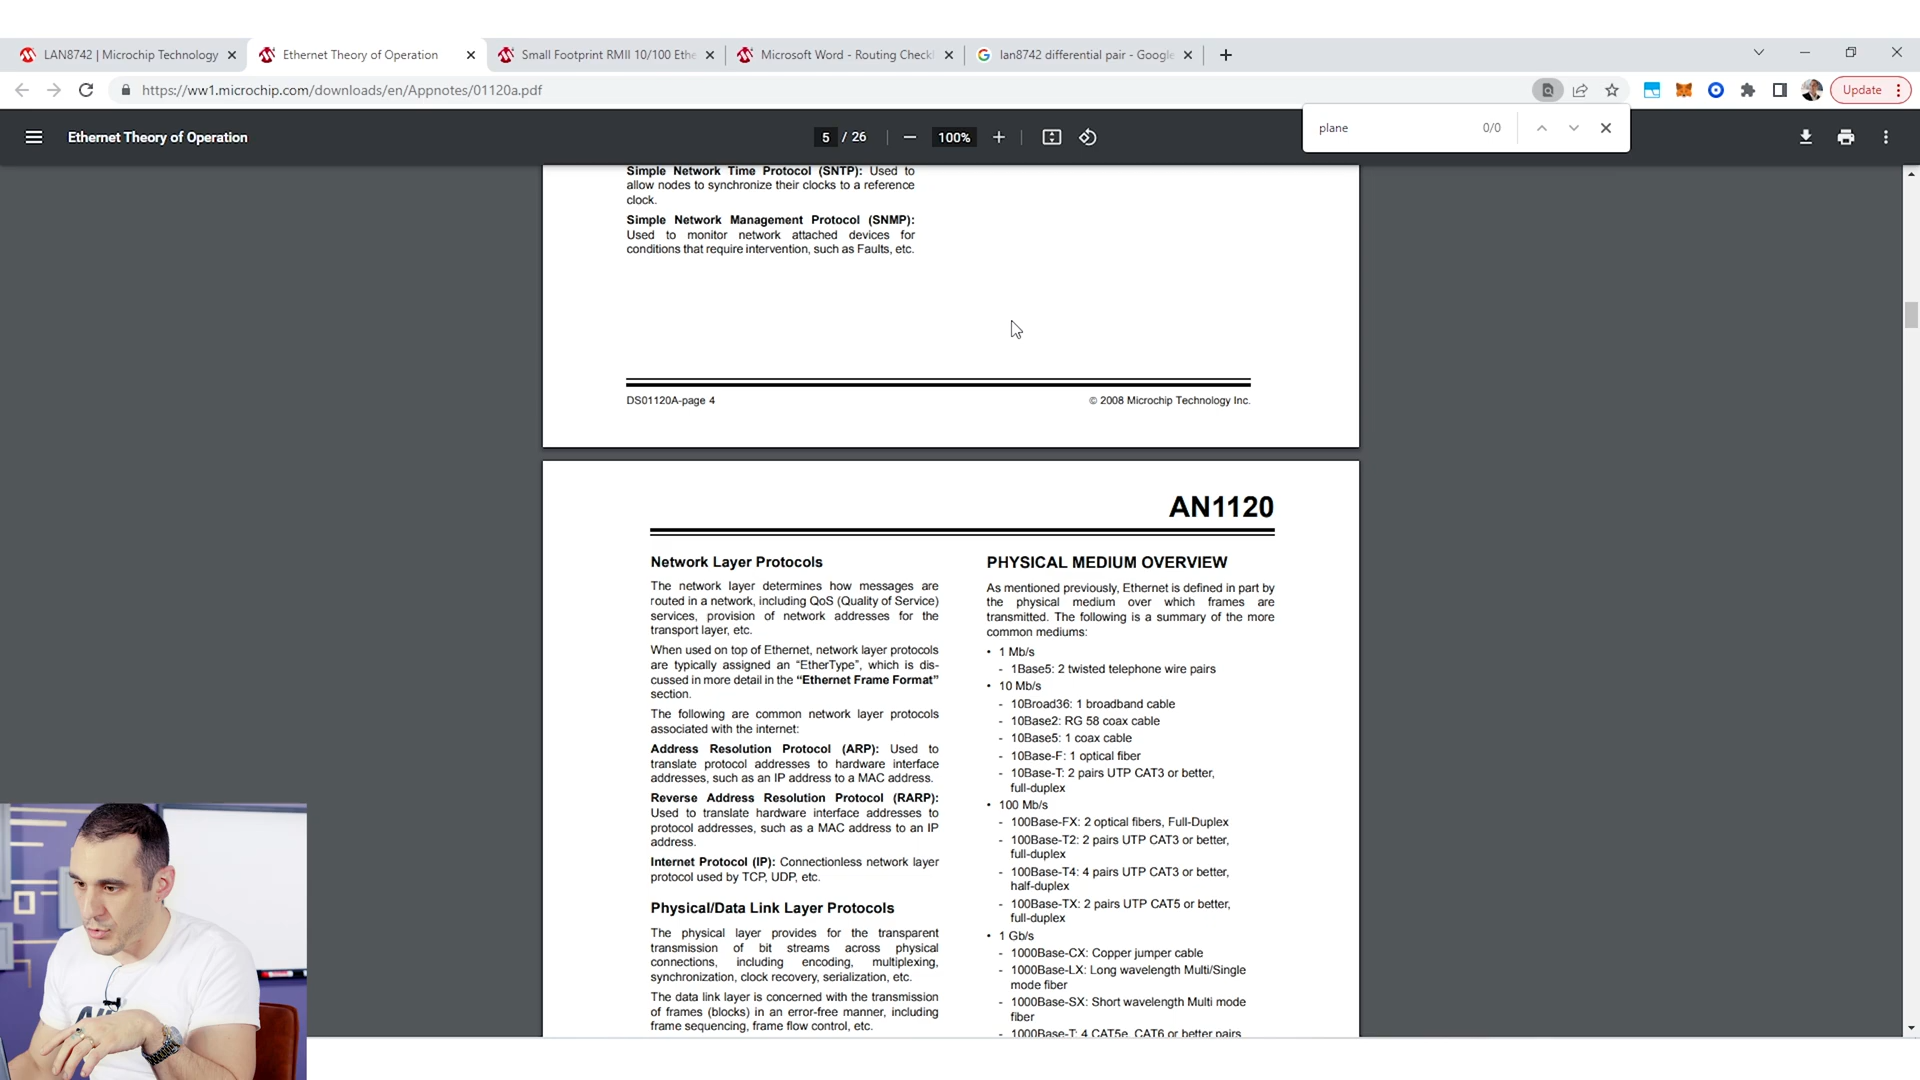 LAN8742 | Microchip Technology
Ethernet Theory of Operation
Small Footprint RMII 10/100 Ethe
Microsoft Word - Routing Check
lan8742 differential pair - Google
https://ww1.microchip.com/downloads/en/Appnotes/01120a.pdf
Update
plane
0/0
Ethernet Theory of Operation
5 / 26
100%
Simple Network Time Protocol (SNTP): Used to
allow nodes to synchronize their clocks to a reference
clock.
Simple Network Management Protocol (SNMP):
Used to monitor network attached devices for
conditions that require intervention, such as Faults, etc.
DS01120A-page 4
© 2008 Microchip Technology Inc.
AN1120
Network Layer Protocols
The network layer determines how messages are
routed in a network, including QoS (Quality of Service)
services, provision of network addresses for the
transport layer, etc.
When used on top of Ethernet, network layer protocols
are typically assigned an "EtherType", which is dis-
cussed in more detail in the "Ethernet Frame Format"
section.
The following are common network layer protocols
associated with the internet:
Address Resolution Protocol (ARP): Used to
translate protocol addresses to hardware interface
addresses, such as an IP address to a MAC address.
Reverse Address Resolution Protocol (RARP):
Used to translate hardware interface addresses to
protocol addresses, such as a MAC address to an IP
address.
Internet Protocol (IP): Connectionless network layer
protocol used by TCP, UDP, etc.
Physical/Data Link Layer Protocols
The physical layer provides for the transparent
transmission of bit streams across physical
connections, including encoding, multiplexing,
synchronization, clock recovery, serialization, etc.
The data link layer is concerned with the transmission
of frames (blocks) in an error-free manner, including
frame sequencing, frame flow control, etc.
PHYSICAL MEDIUM OVERVIEW
As mentioned previously, Ethernet is defined in part by
the physical medium over which frames are
transmitted. The following is a summary of the more
common mediums:
• 1 Mb/s
- 1Base5: 2 twisted telephone wire pairs
• 10 Mb/s
- 10Broad36: 1 broadband cable
- 10Base2: RG 58 coax cable
- 10Base5: 1 coax cable
- 10Base-F: 1 optical fiber
- 10Base-T: 2 pairs UTP CAT3 or better,
full-duplex
• 100 Mb/s
- 100Base-FX: 2 optical fibers, Full-Duplex
- 100Base-T2: 2 pairs UTP CAT3 or better,
full-duplex
- 100Base-T4: 4 pairs UTP CAT3 or better,
half-duplex
- 100Base-TX: 2 pairs UTP CAT5 or better,
full-duplex
• 1 Gb/s
- 1000Base-CX: Copper jumper cable
- 1000Base-LX: Long wavelength Multi/Single
mode fiber
- 1000Base-SX: Short wavelength Multi mode
fiber
- 1000Base-T: 4 CAT5e, CAT6 or better pairs